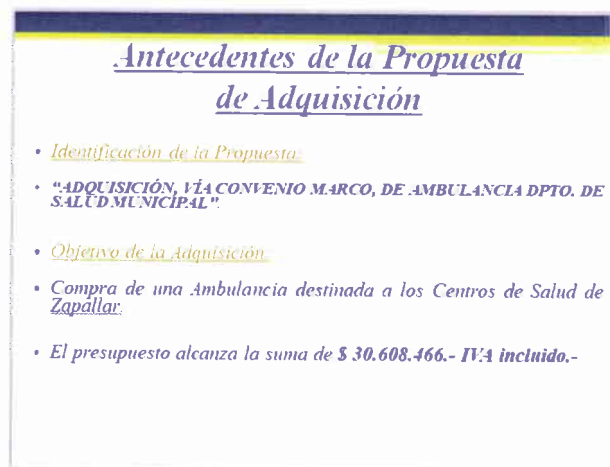 Antecedentes de la Propuesta
de Adquisición
• Identificación de la Propuesta:
• "ADQUISICIÓN, VÍA CONVENIO MARCO, DE AMBULANCIA DPTO. DE
SALUD MUNICIPAL".
• Objetivo de la Adquisición:
• Compra de una Ambulancia destinada a los Centros de Salud de
Zapallar.
• El presupuesto alcanza la suma de $ 30.608.466.- IVA incluido.-